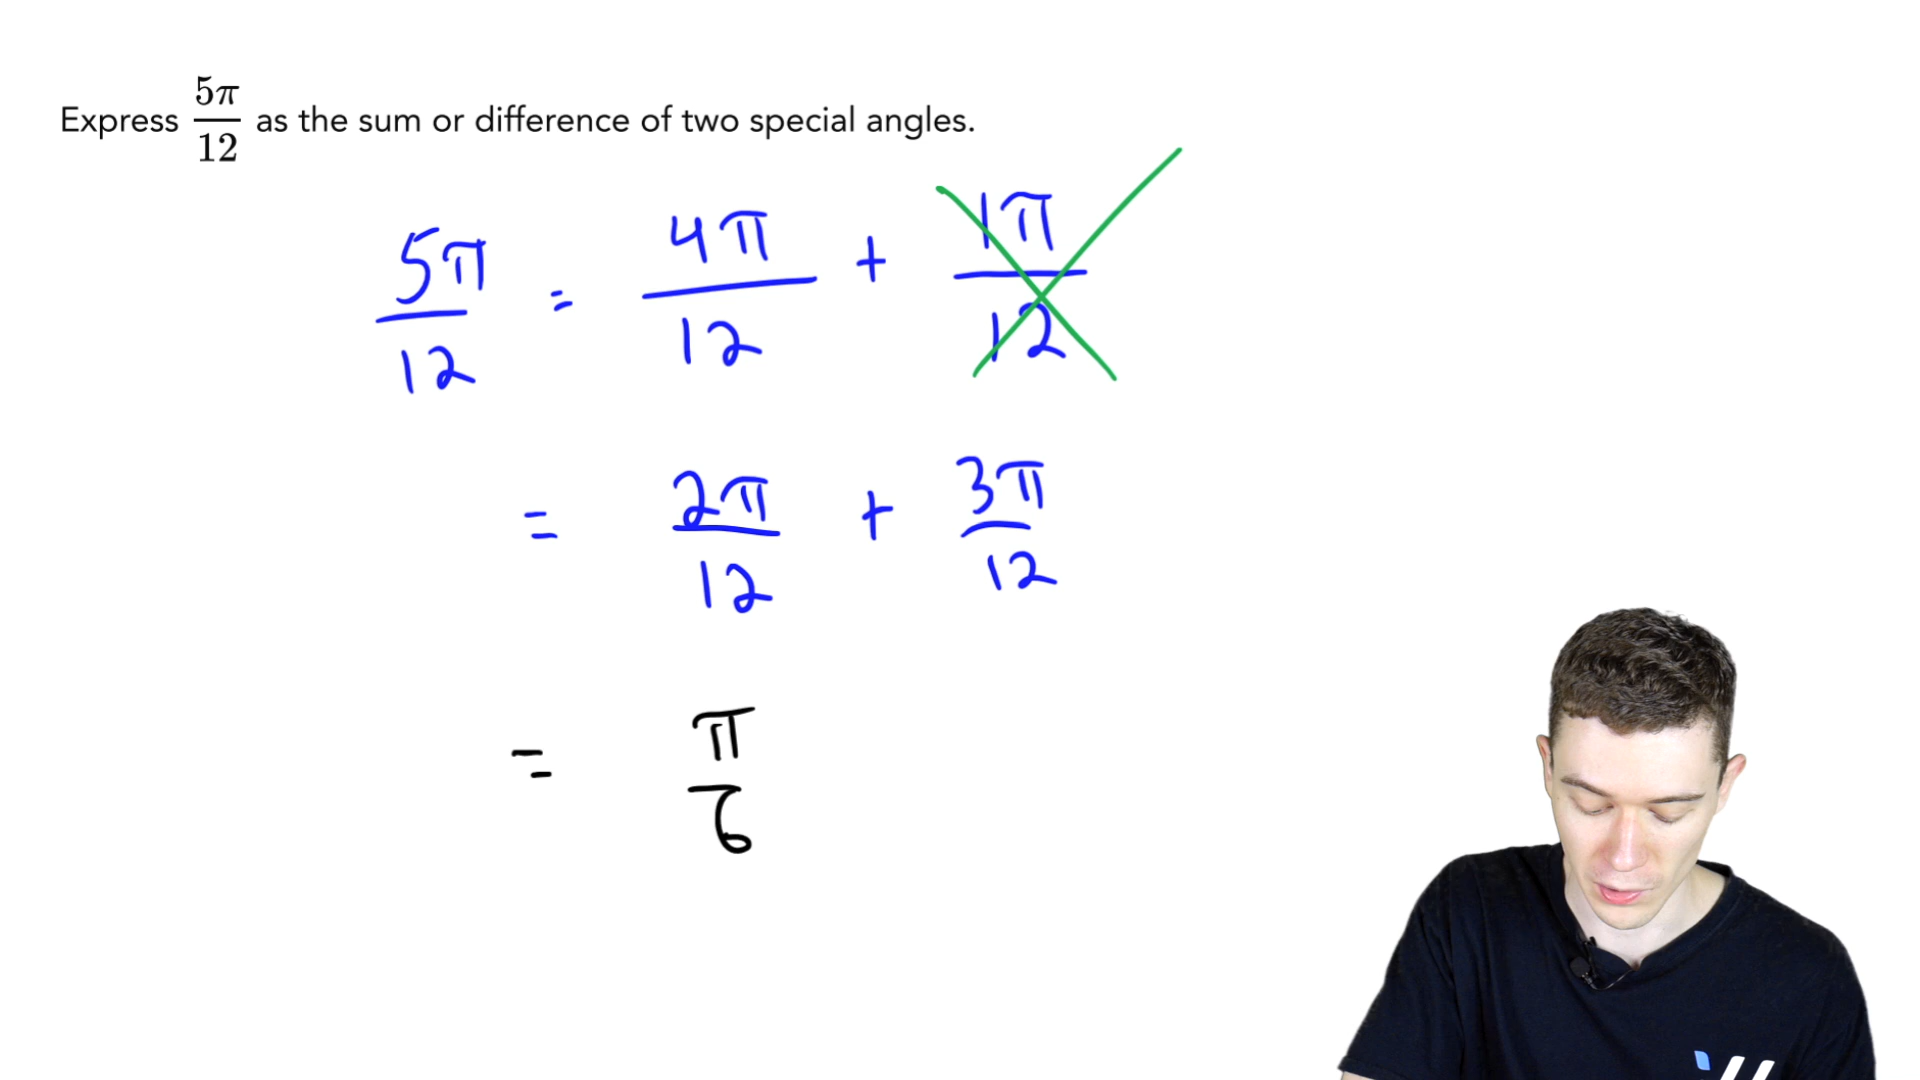 Express 5π/12 as the sum or difference of two special angles.
5π/12 = 4π/12 + 1π/12
= 2π/12 + 3π/12
= π/6